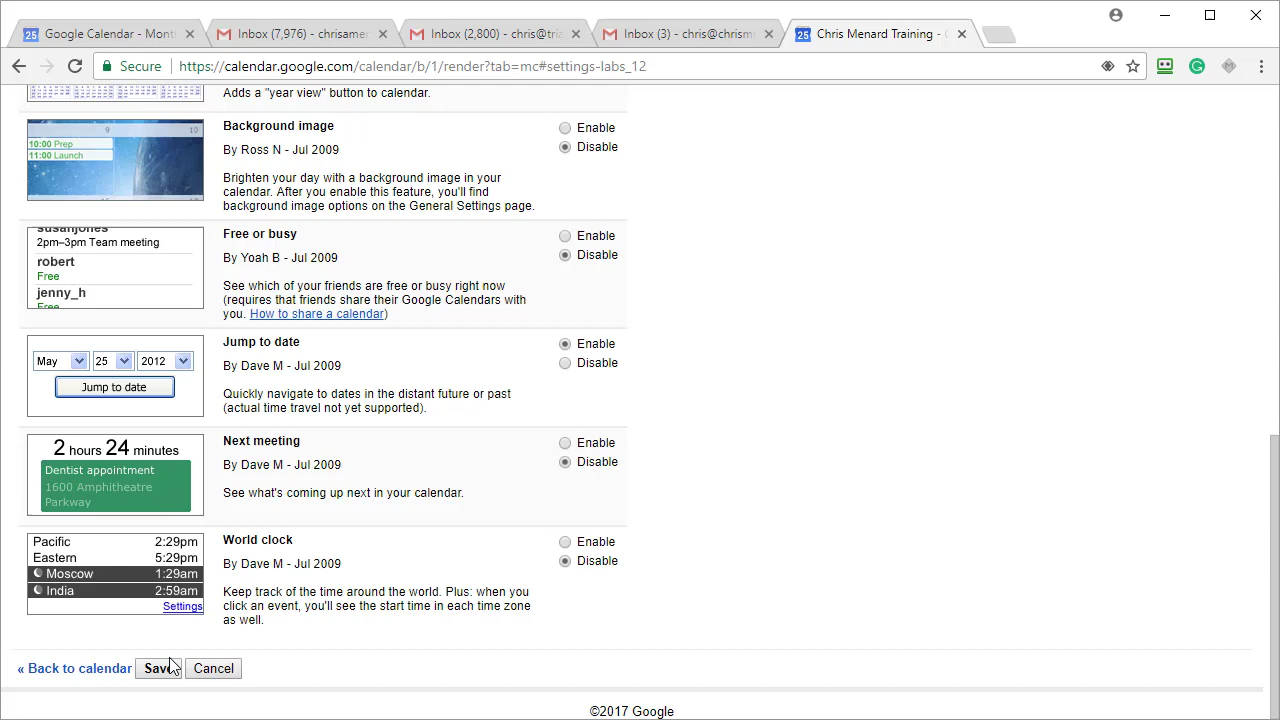 25 Google Calendar - Mont
Inbox (7,976) - chrisamer
Inbox (2,800) - chris@tria
Inbox (3) - chris@chrism
25 Chris Menard Training -
Secure https://calendar.google.com/calendar/b/1/render?tab=mc#settings-labs_12
Adds a "year view" button to calendar.
9 10
10:00 Prep
11:00 Launch
Background image
By Ross N - Jul 2009
Brighten your day with a background image in your
calendar. After you enable this feature, you'll find
background image options on the General Settings page.
Enable
Disable
susanjones
2pm–3pm Team meeting
robert
Free
jenny_h
Free
Free or busy
By Yoah B - Jul 2009
See which of your friends are free or busy right now
(requires that friends share their Google Calendars with
you. How to share a calendar)
Enable
Disable
May 25 2012
Jump to date
Jump to date
By Dave M - Jul 2009
Quickly navigate to dates in the distant future or past
(actual time travel not yet supported).
Enable
Disable
2 hours 24 minutes
Dentist appointment
1600 Amphitheatre
Parkway
Next meeting
By Dave M - Jul 2009
See what's coming up next in your calendar.
Enable
Disable
Pacific 2:29pm
Eastern 5:29pm
Moscow 1:29am
India 2:59am
Settings
World clock
By Dave M - Jul 2009
Keep track of the time around the world. Plus: when you
click an event, you'll see the start time in each time zone
as well.
Enable
Disable
« Back to calendar Save Cancel
©2017 Google